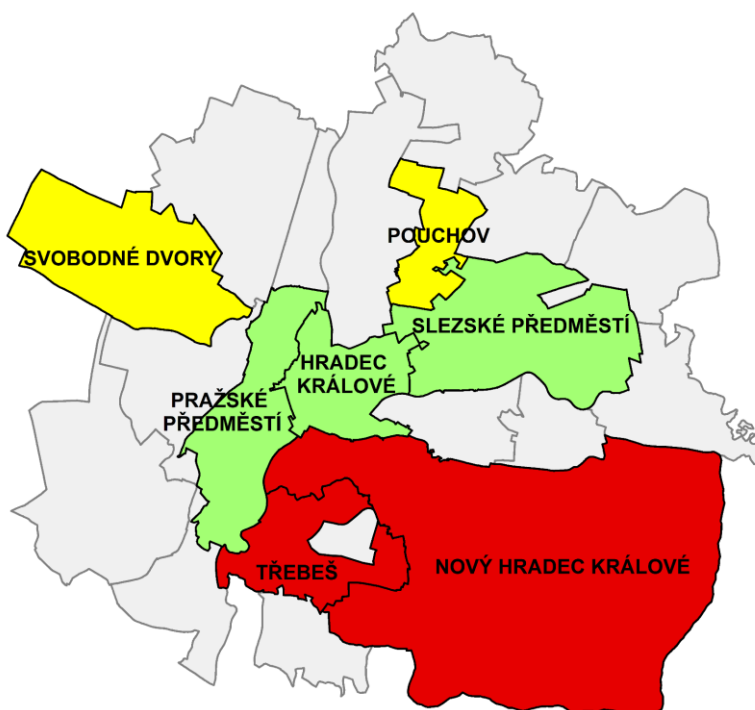 POUCHOV
SVOBODNÉ DVORY
SLEZSKÉ PŘEDMĚSTÍ
HRADEC
KRÁLOVÉ
PRAŽSKÉ
PŘEDMĚSTÍ
TŘEBEŠ
NOVÝ HRADEC KRÁLOVÉ